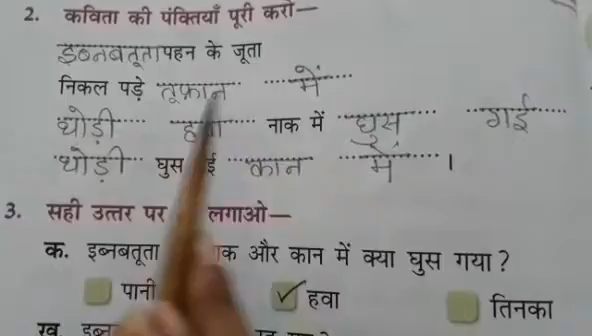 2. कविता की पंक्तियाँ पूरी करो—
इब्नबतूता पहन के जूता
निकल पड़े तूफ़ान में
थोड़ी हवा नाक में घुस गई
थोड़ी घुस गई कान में ।
3. सही उत्तर पर लगाओ—
क. इब्नबतूता नाक और कान में क्या घुस गया?
पानी ✓ हवा तिनका